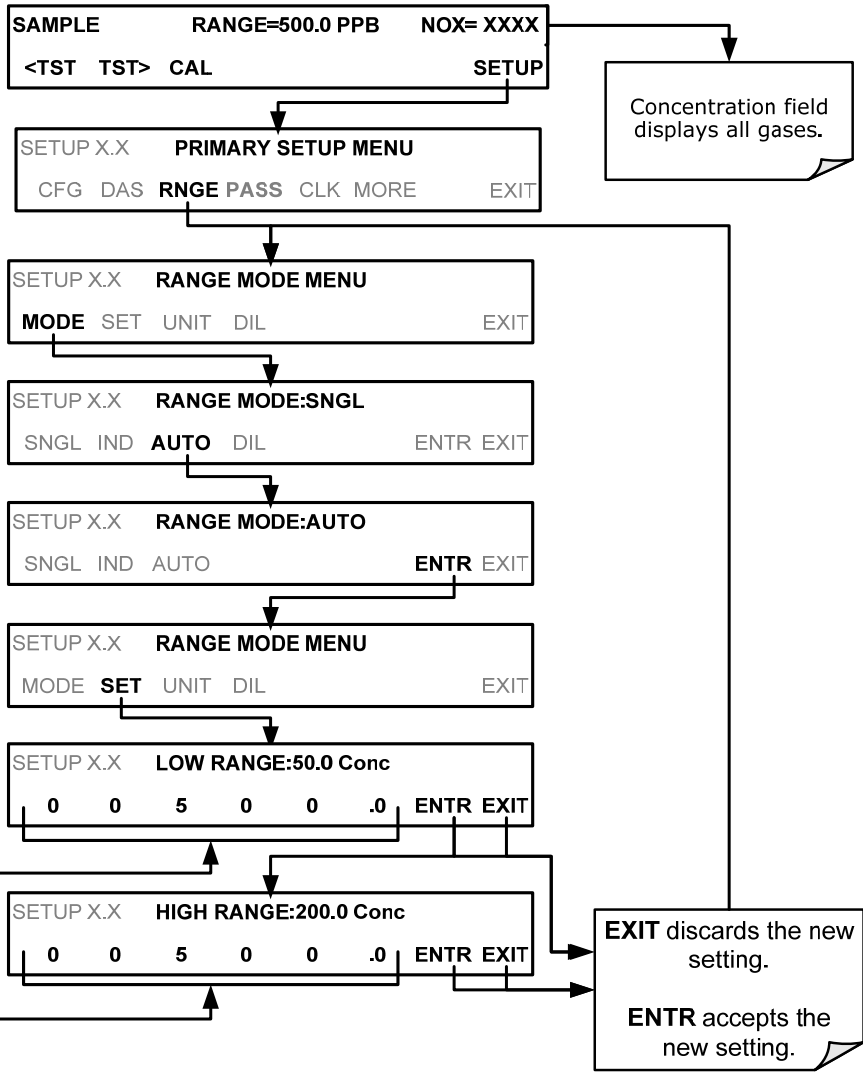 SAMPLE RANGE=500.0 PPB NOX= XXXX
<TST TST> CAL SETUP
Concentration field
displays all gases.
SETUP X.X PRIMARY SETUP MENU
CFG DAS RNGE PASS CLK MORE EXIT
SETUP X.X RANGE MODE MENU
MODE SET UNIT DIL EXIT
SETUP X.X RANGE MODE:SNGL
SNGL IND AUTO DIL ENTR EXIT
SETUP X.X RANGE MODE:AUTO
SNGL IND AUTO ENTR EXIT
SETUP X.X RANGE MODE MENU
MODE SET UNIT DIL EXIT
SETUP X.X LOW RANGE:50.0 Conc
0 0 5 0 0 .0 ENTR EXIT
SETUP X.X HIGH RANGE:200.0 Conc
0 0 5 0 0 .0 ENTR EXIT
EXIT discards the new
setting.
ENTR accepts the
new setting.